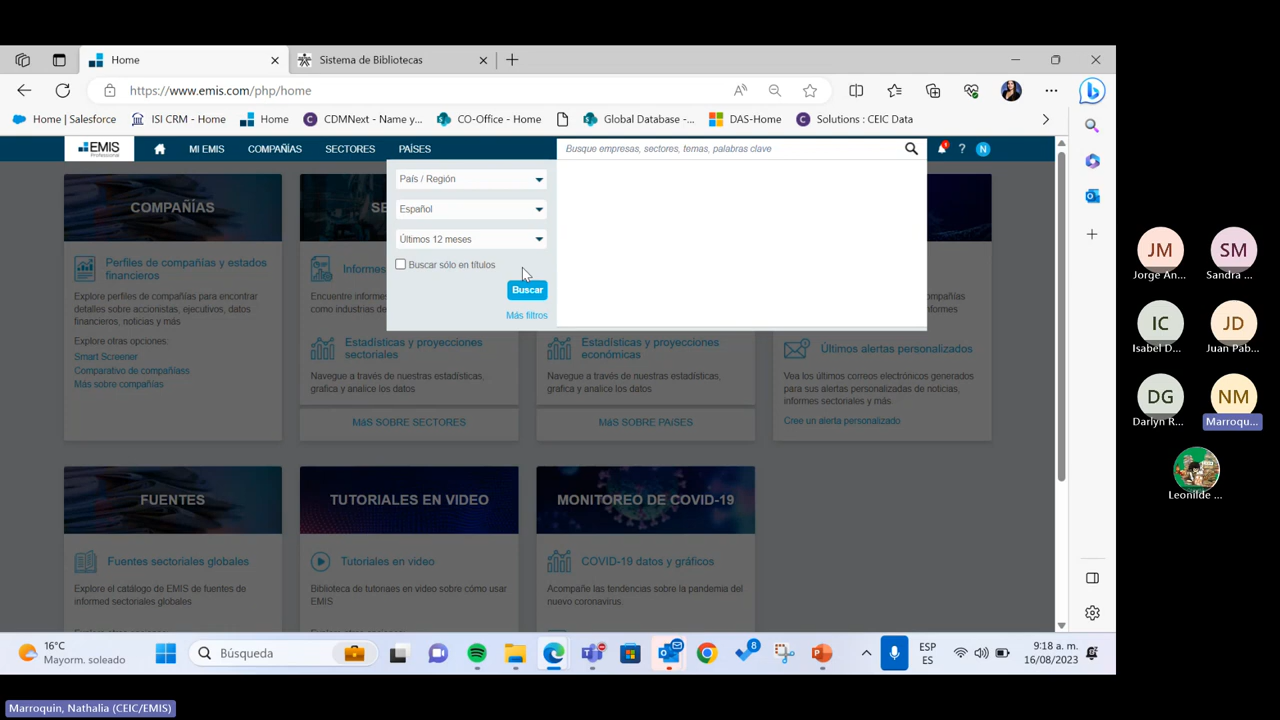 Home
Sistema de Bibliotecas
https://www.emis.com/php/home
Home | Salesforce
ISI CRM - Home
Home
CDMNext - Name y...
CO-Office - Home
Global Database -...
DAS-Home
Solutions : CEIC Data
EMIS
Professional
MI EMIS
COMPAÑÍAS
SECTORES
PAÍSES
Busque empresas, sectores, temas, palabras clave
1
?
N
País / Región
Español
Últimos 12 meses
Buscar sólo en títulos
Buscar
Más filtros
COMPAÑÍAS
SE
Perfiles de compañías y estados
financieros
Explore perfiles de compañías para encontrar
detalles sobre accionistas, ejecutivos, datos
financieros, noticias y más
Explore otras opciones:
Smart Screener
Comparativo de compañíass
Más sobre compañías
Informes
Encuentre informes
como industrias de
Estadísticas y proyecciones
sectoriales
Navegue a través de nuestras estadísticas,
grafica y analice los datos
MáS SOBRE SECTORES
Estadísticas y proyecciones
económicas
Navegue a través de nuestras estadísticas,
grafica y analice los datos
MáS SOBRE PAíSES
Últimos alertas personalizados
Vea los últimos correos electrónicos generados
para sus alertas personalizadas de noticias,
informes sectoriales y más
Cree un alerta personalizado
FUENTES
Fuentes sectoriales globales
Explore el catálogo de EMIS de fuentes de
informed sectoriales globales
TUTORIALES EN VIDEO
Tutoriales en video
Biblioteca de tutoriaes en video sobre cómo usar
EMIS
MONITOREO DE COVID-19
COVID-19 datos y gráficos
Acompañe las tendencias sobre la pandemia del
nuevo coronavirus.
JM
Jorge An...
SM
Sandra ...
IC
Isabel D...
JD
Juan Pab...
DG
Darlyn R...
NM
Marroqu...
Leonilde ...
16°C
Mayorm. soleado
Búsqueda
8
ESP
ES
9:18 a. m.
16/08/2023
Marroquin, Nathalia (CEIC/EMIS)